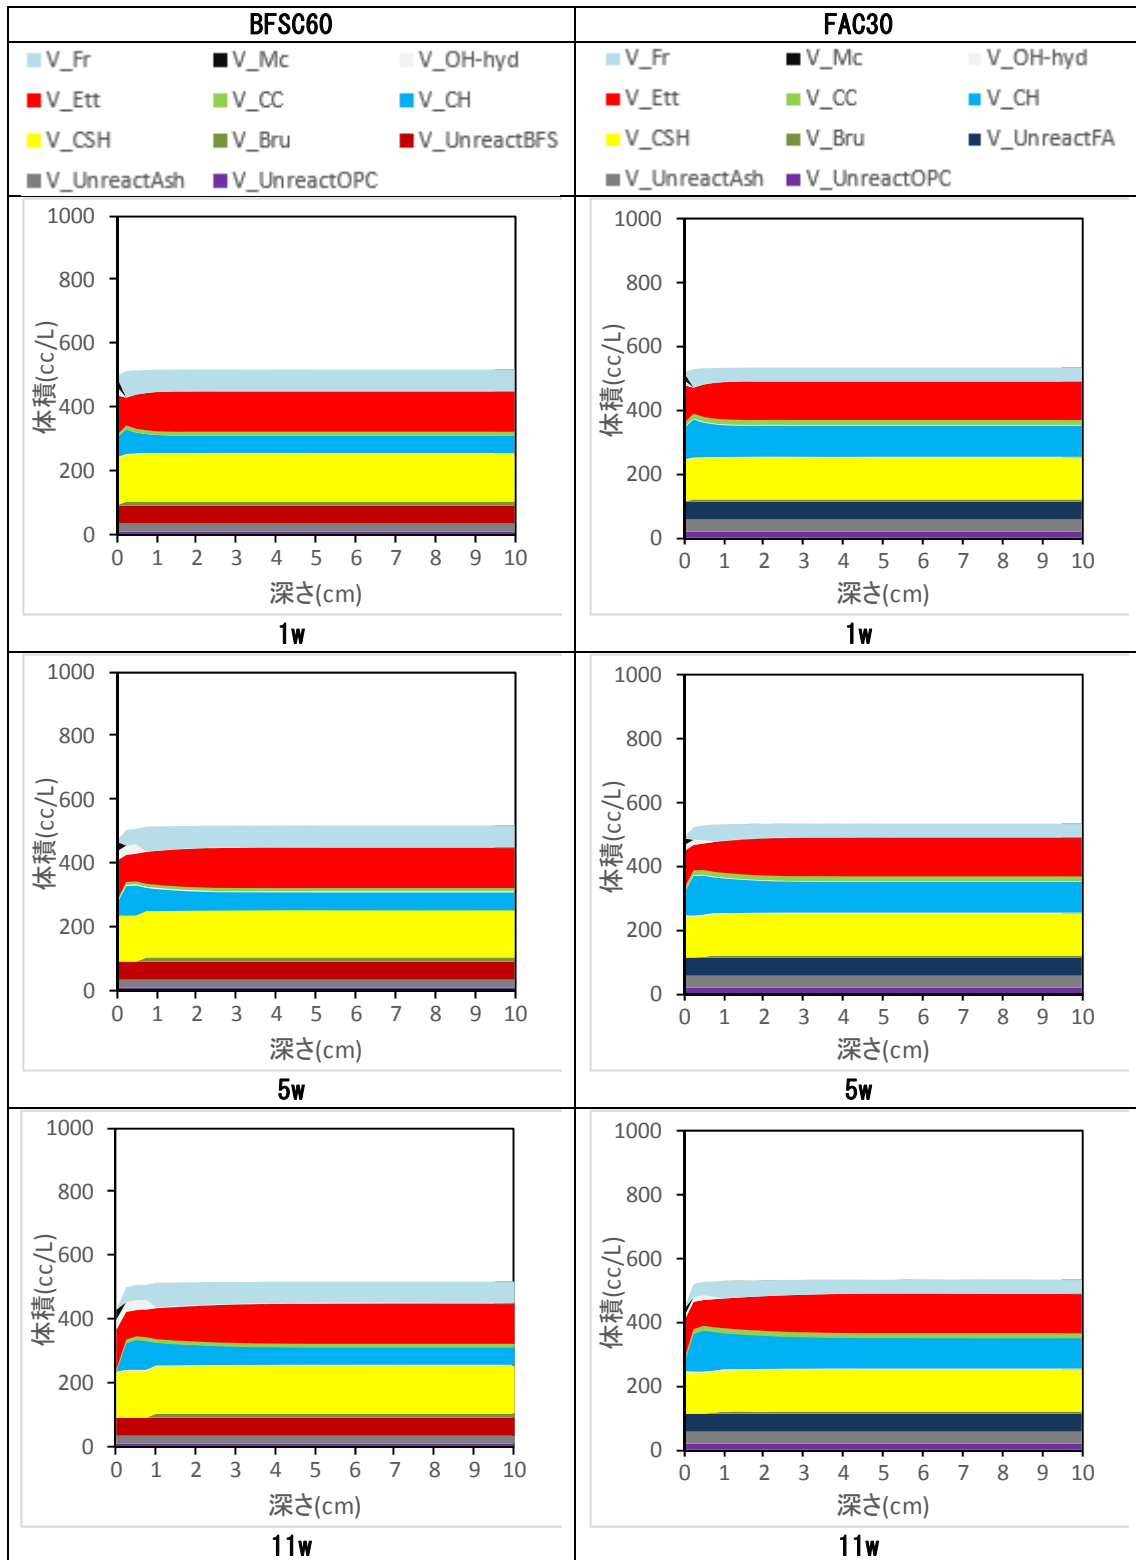 BFSC60
FAC30
V_Fr V_Mc V_OH-hyd
V_Ett V_CC V_CH
V_CSH V_Bru V_UnreactBFS
V_UnreactAsh V_UnreactOPC
V_Fr V_Mc V_OH-hyd
V_Ett V_CC V_CH
V_CSH V_Bru V_UnreactFA
V_UnreactAsh V_UnreactOPC
1000
800
600
400
200
0
体積(cc/L)
0 1 2 3 4 5 6 7 8 9 10
深さ(cm)
1w
1000
800
600
400
200
0
体積(cc/L)
0 1 2 3 4 5 6 7 8 9 10
深さ(cm)
1w
1000
800
600
400
200
0
体積(cc/L)
0 1 2 3 4 5 6 7 8 9 10
深さ(cm)
5w
1000
800
600
400
200
0
体積(cc/L)
0 1 2 3 4 5 6 7 8 9 10
深さ(cm)
5w
1000
800
600
400
200
0
体積(cc/L)
0 1 2 3 4 5 6 7 8 9 10
深さ(cm)
11w
1000
800
600
400
200
0
体積(cc/L)
0 1 2 3 4 5 6 7 8 9 10
深さ(cm)
11w